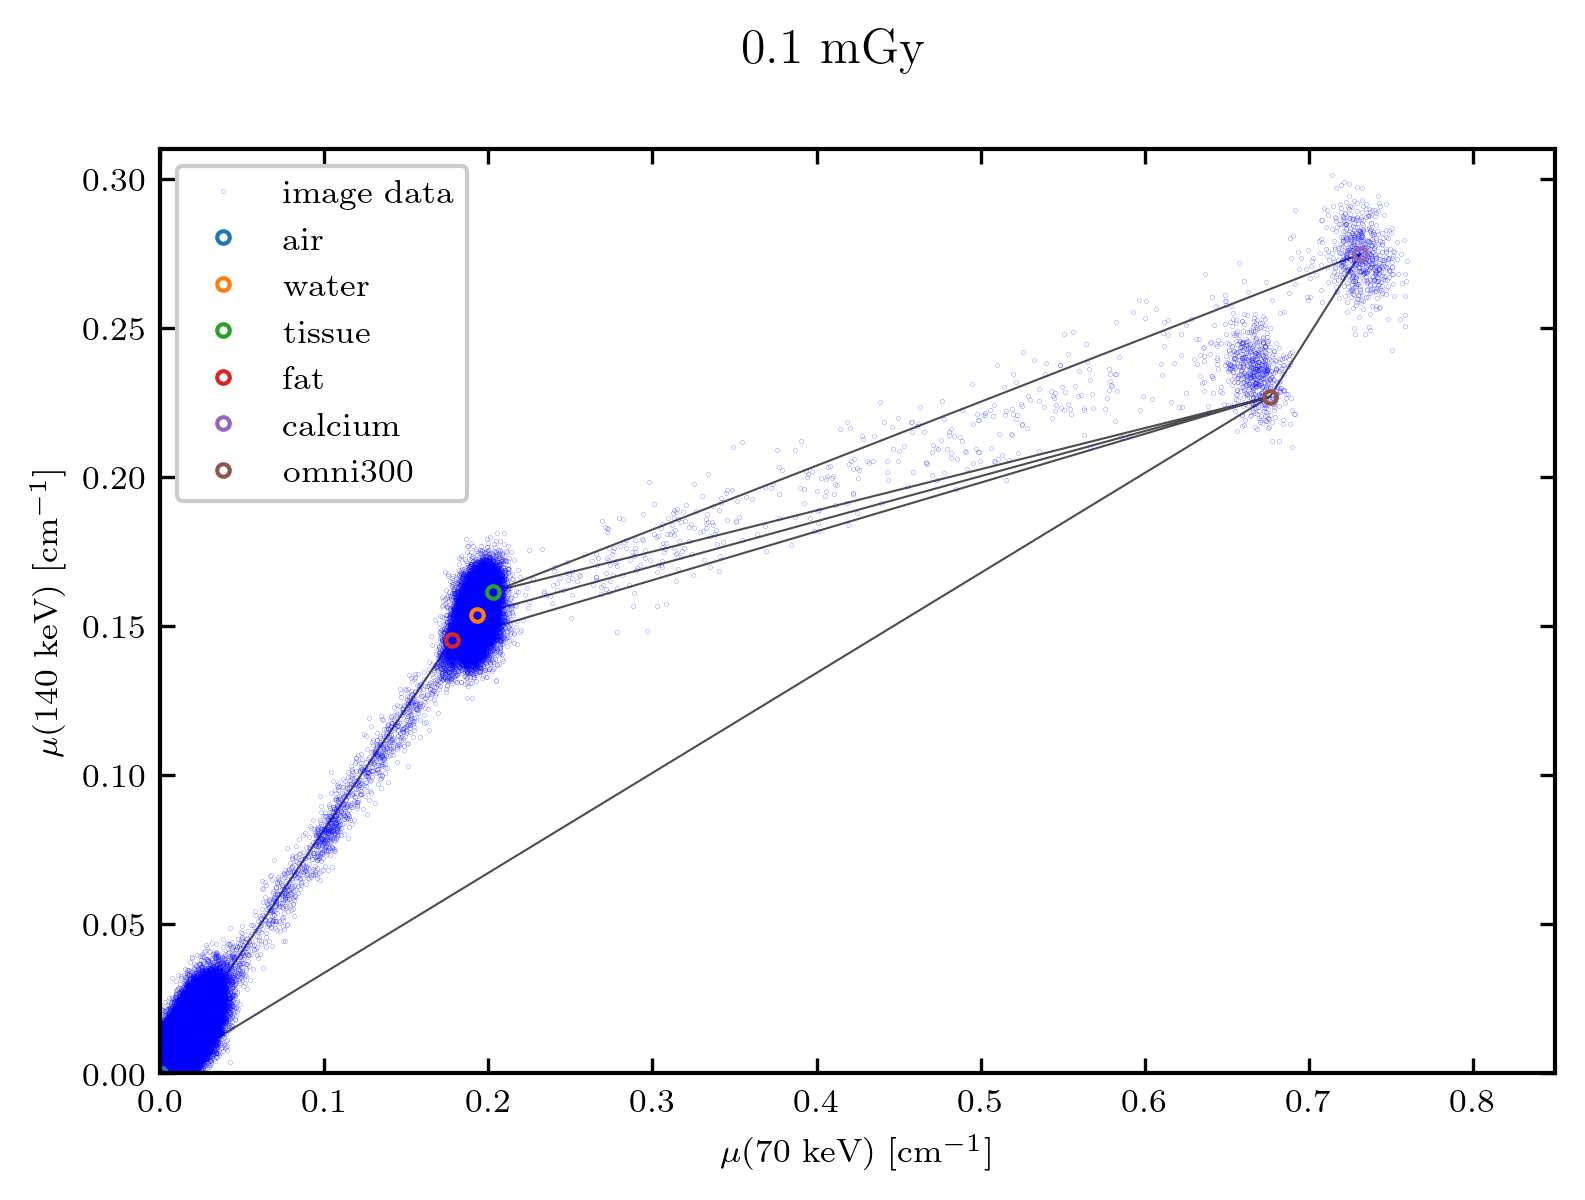 0.1 mGy
image data
air
water
tissue
fat
calcium
omni300
0.30
0.25
0.20
0.15
0.10
0.05
0.00
μ(140 keV) [cm⁻¹]
0.0 0.1 0.2 0.3 0.4 0.5 0.6 0.7 0.8
μ(70 keV) [cm⁻¹]